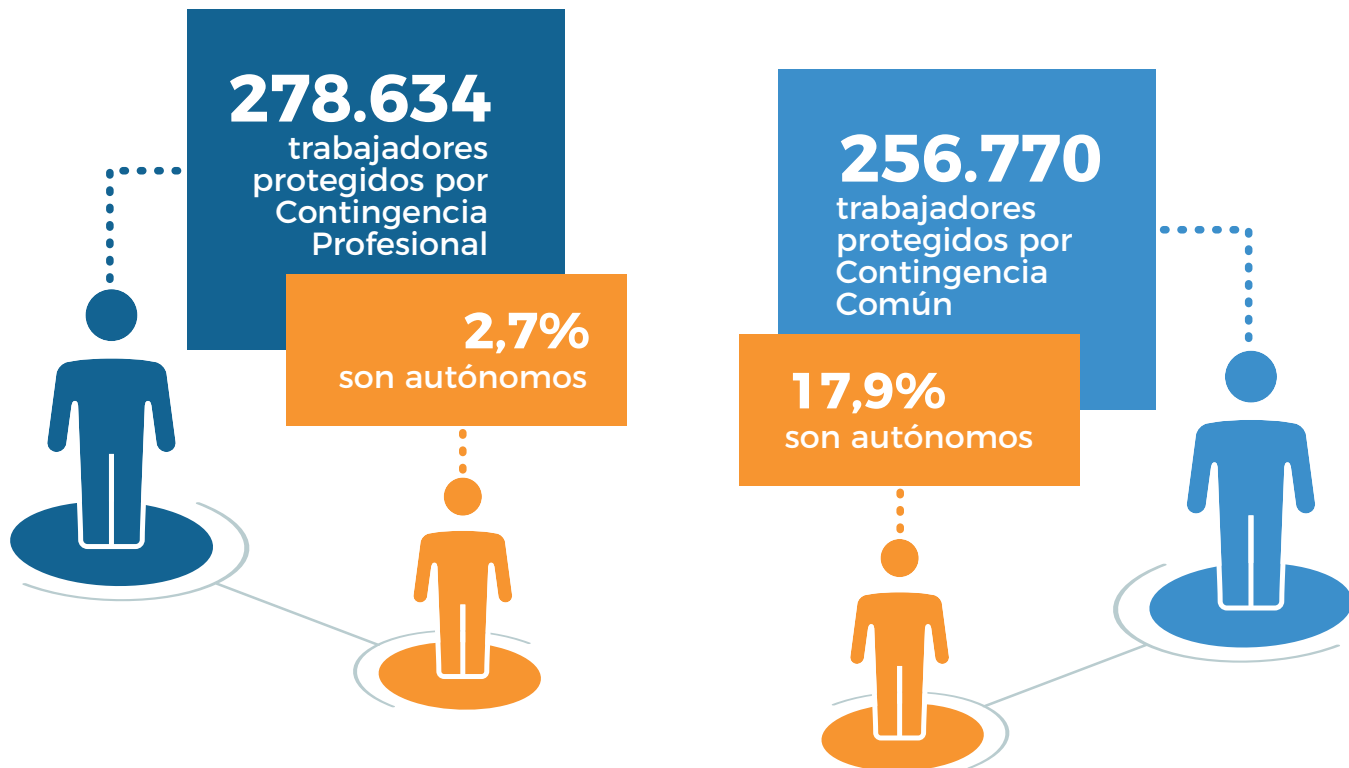 278.634
trabajadores
protegidos por
Contingencia
Profesional
2,7%
son autónomos
256.770
trabajadores
protegidos por
Contingencia
Común
17,9%
son autónomos